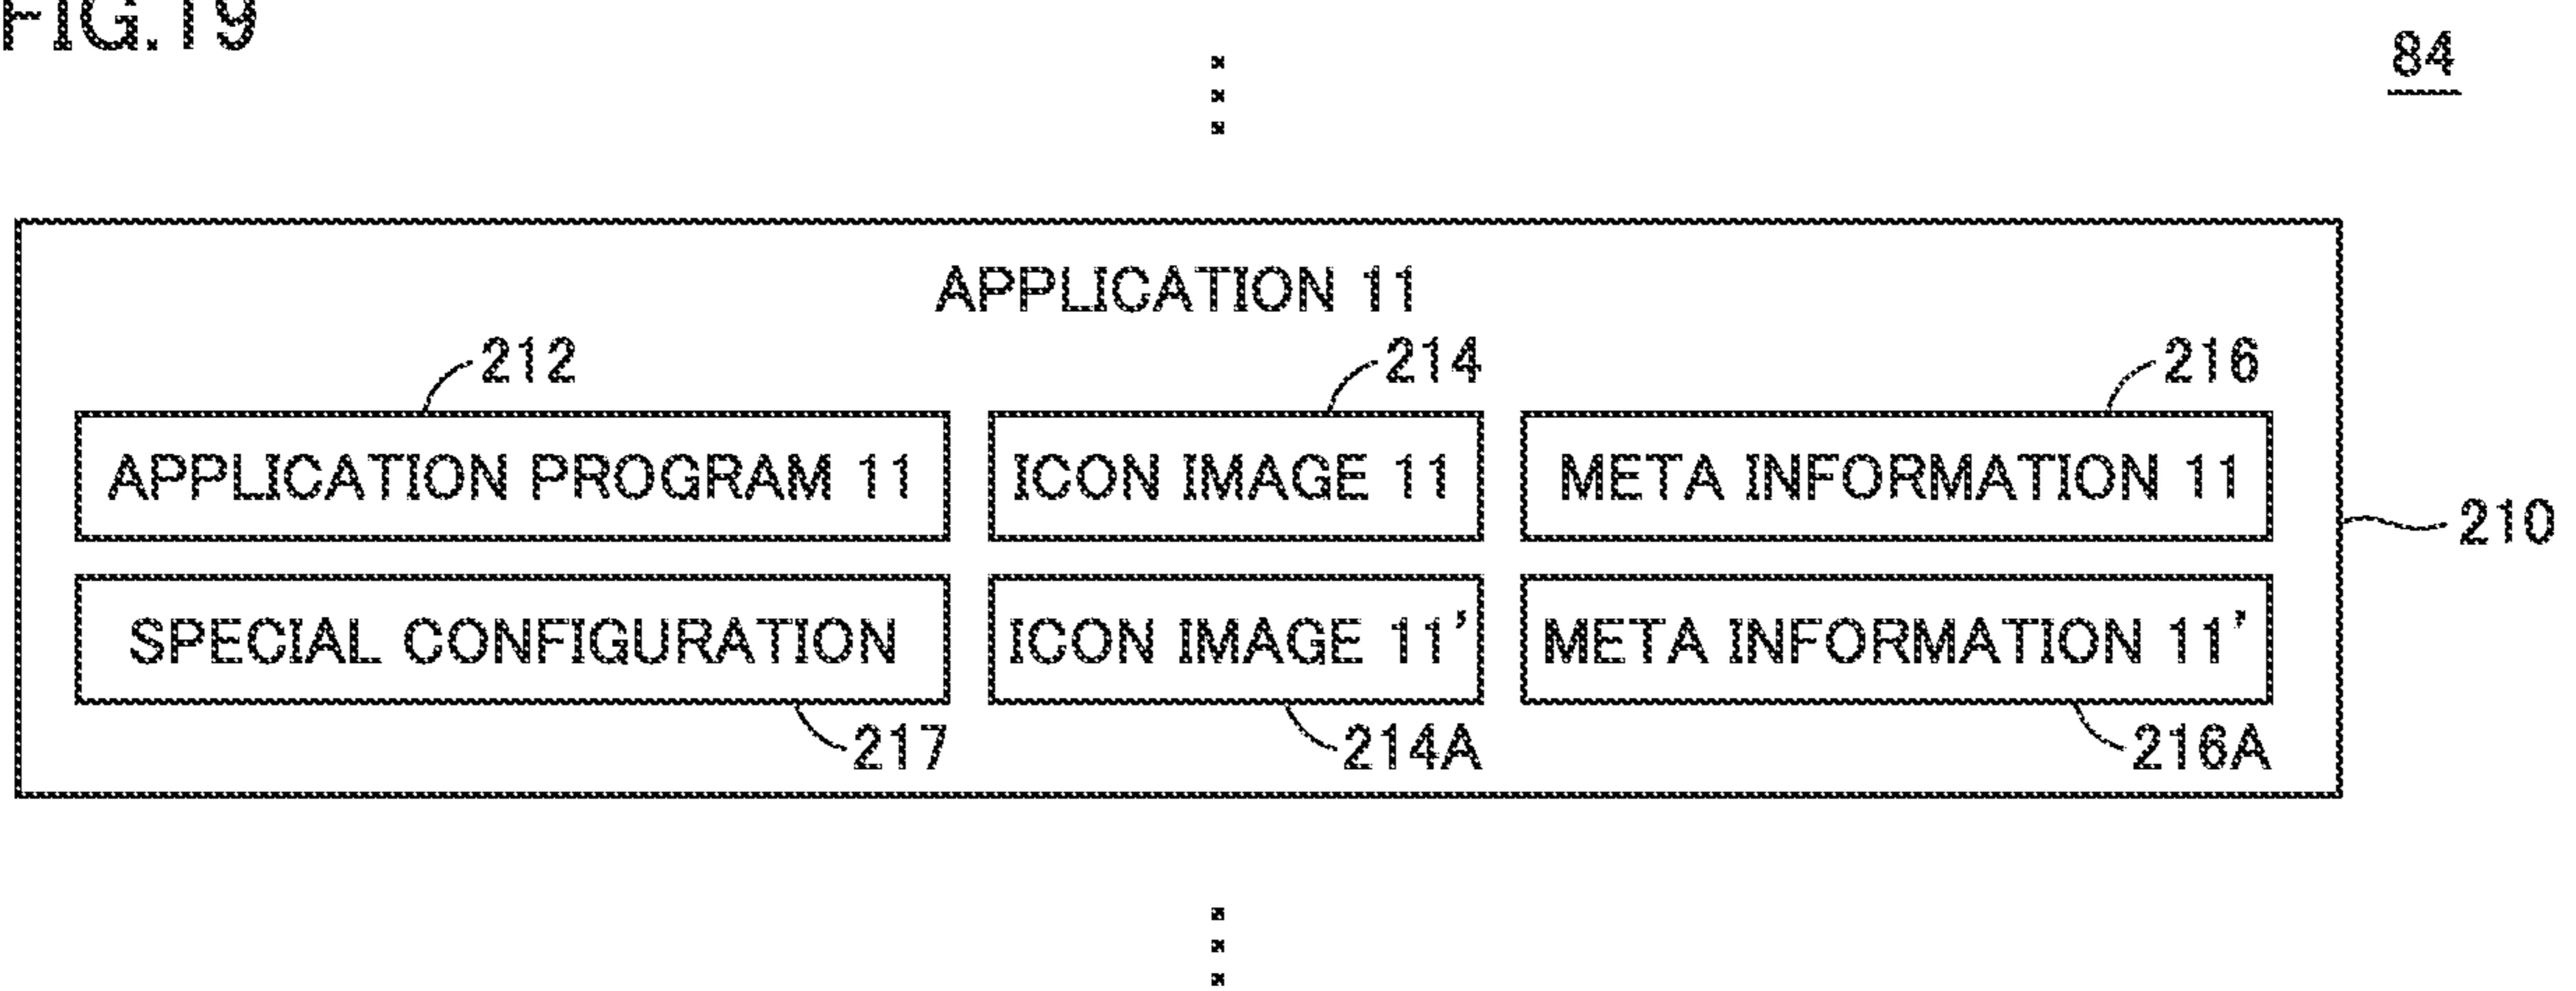 FIG.19
84
APPLICATION 11
212 214 216
APPLICATION PROGRAM 11 ICON IMAGE 11 META INFORMATION 11
210
SPECIAL CONFIGURATION ICON IMAGE 11' META INFORMATION 11'
217 214A 216A